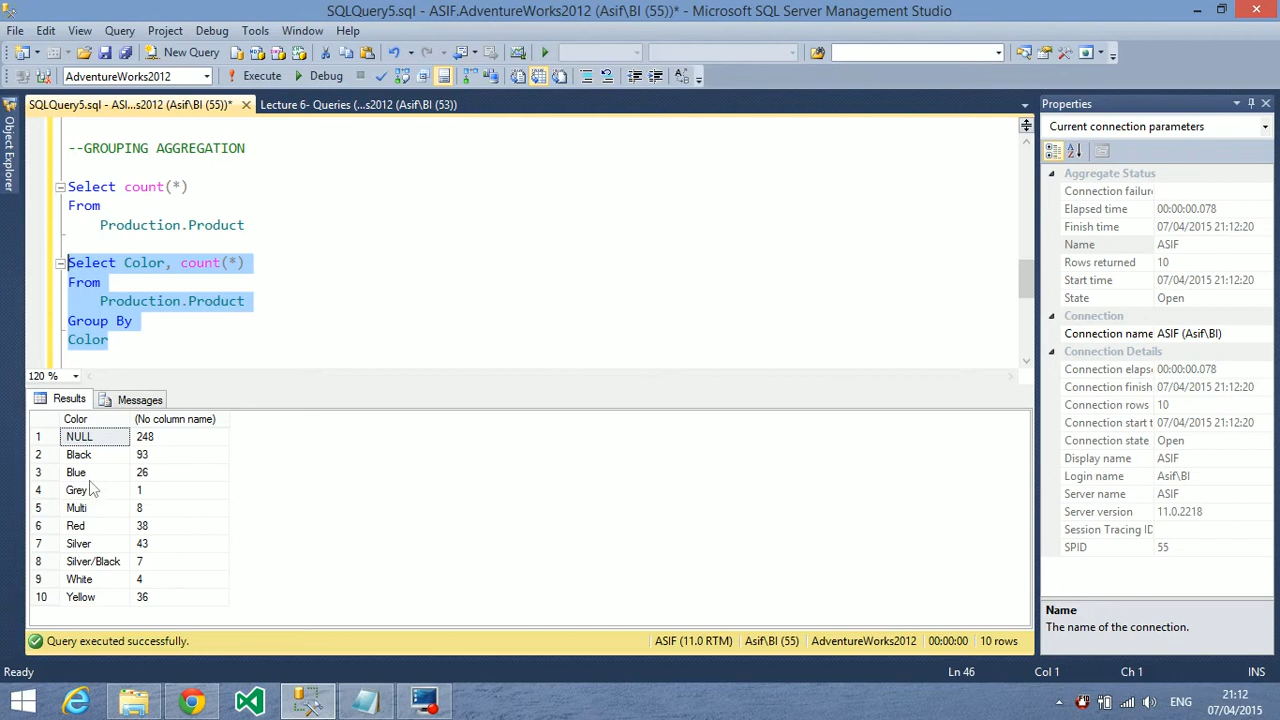 SQLQuery5.sql - ASIF.AdventureWorks2012 (Asif\BI (55))* - Microsoft SQL Server Management Studio
File Edit View Query Project Debug Tools Window Help
New Query
AdventureWorks2012 Execute Debug
SQLQuery5.sql - ASI...s2012 (Asif\BI (55))* Lecture 6- Queries (...s2012 (Asif\BI (53))
Object Explorer
--GROUPING AGGREGATION
Select count(*)
From
Production.Product
Select Color, count(*)
From
Production.Product
Group By
Color
120 %
Results Messages
Color (No column name)
1 NULL 248
2 Black 93
3 Blue 26
4 Grey 1
5 Multi 8
6 Red 38
7 Silver 43
8 Silver/Black 7
9 White 4
10 Yellow 36
Query executed successfully. ASIF (11.0 RTM) Asif\BI (55) AdventureWorks2012 00:00:00 10 rows
Properties
Current connection parameters
Aggregate Status
Connection failure
Elapsed time 00:00:00.078
Finish time 07/04/2015 21:12:20
Name ASIF
Rows returned 10
Start time 07/04/2015 21:12:20
State Open
Connection
Connection name ASIF (Asif\BI)
Connection Details
Connection elapse 00:00:00.078
Connection finish 07/04/2015 21:12:20
Connection rows 10
Connection start t 07/04/2015 21:12:20
Connection state Open
Display name ASIF
Login name Asif\BI
Server name ASIF
Server version 11.0.2218
Session Tracing ID
SPID 55
Name
The name of the connection.
Ready Ln 46 Col 1 Ch 1 INS
ENG
21:12
07/04/2015